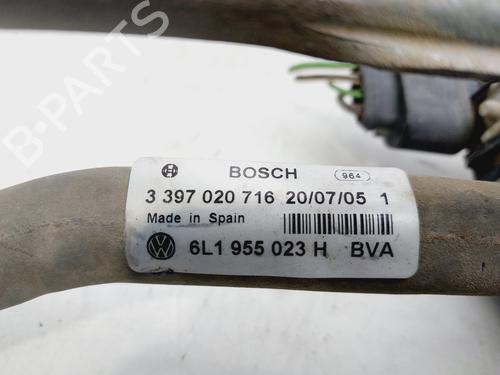 B-PARTS
BOSCH 964
3 397 020 716 20/07/05 1
Made in Spain
6L1 955 023 H BVA